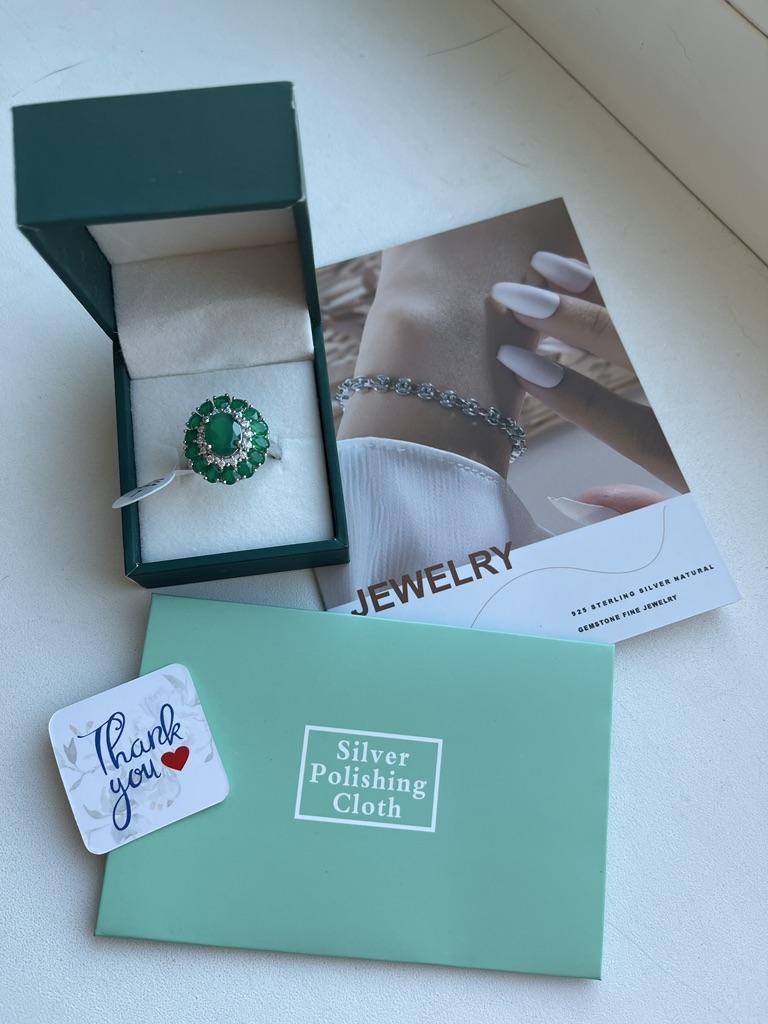 JEWELRY
925 STERLING SILVER NATURAL
GEMSTONE FINE JEWELRY
Silver
Polishing
Cloth
Thank
you